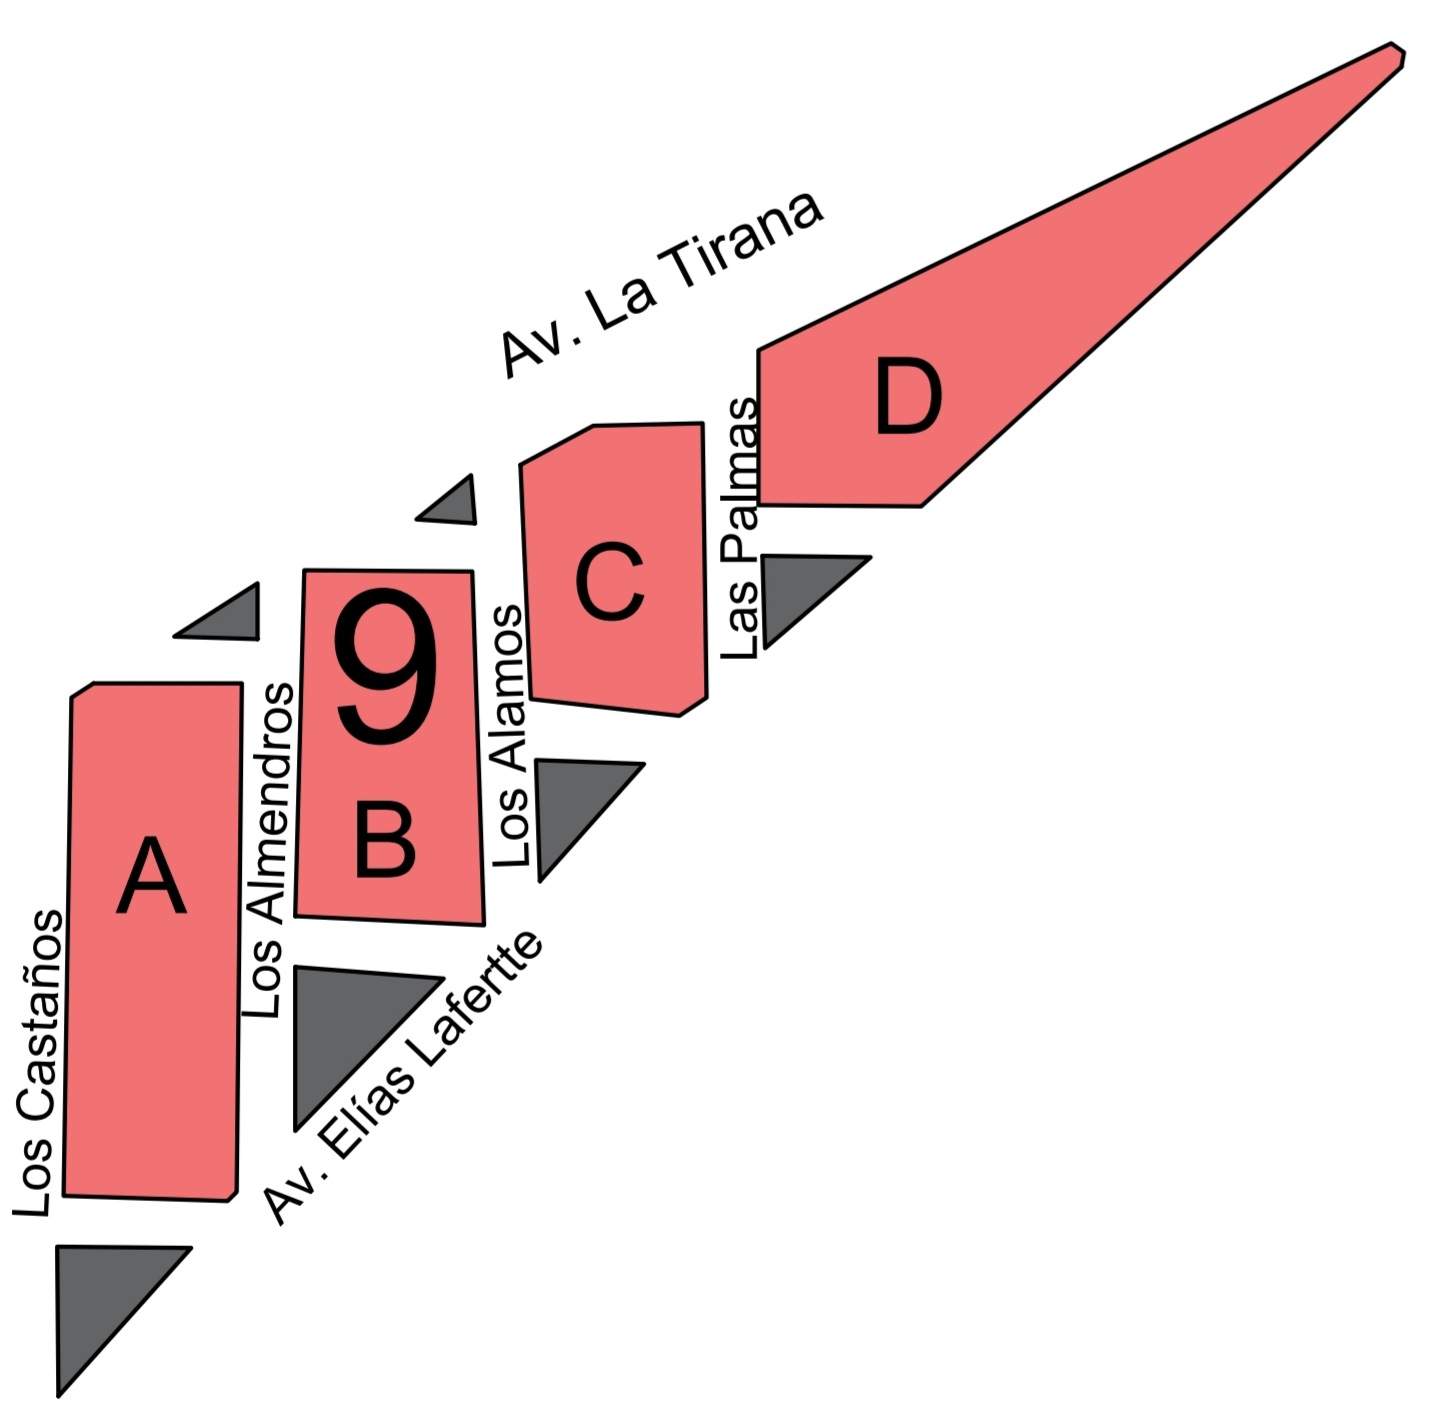 Av. La Tirana
D
Las Palmas
C
Los Alamos
9
B
Los Almendros
A
Los Castaños
Av. Elías Lafertte